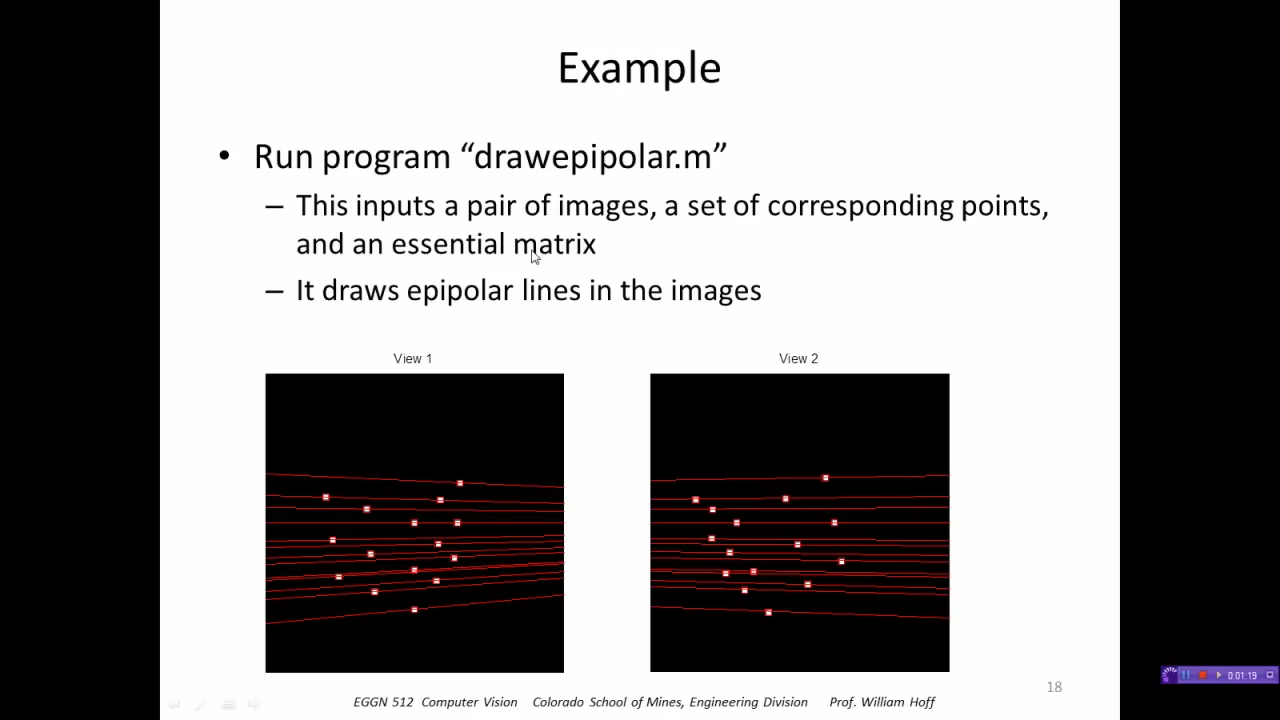 Example
• Run program “drawepipolar.m”
– This inputs a pair of images, a set of corresponding points,
and an essential matrix
– It draws epipolar lines in the images
View 1
View 2
18
EGGN 512 Computer Vision Colorado School of Mines, Engineering Division Prof. William Hoff
0:01:19